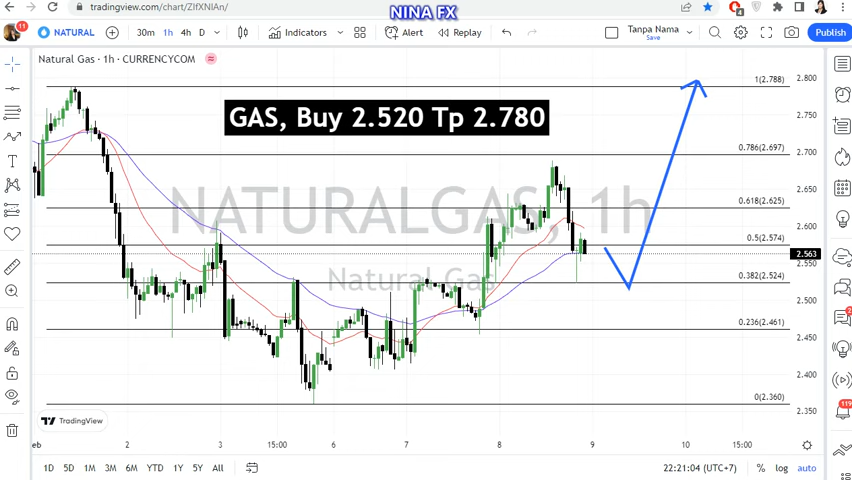 NINA FX
tradingview.com/chart/ZIfXNIAn/
11
NATURAL
30m 1h 4h D
Indicators
Alert
Replay
Tanpa Nama
Save
Publish
Natural Gas · 1h · CURRENCYCOM
GAS, Buy 2.520 Tp 2.780
NATURALGAS, 1h
Natural Gas
1(2.788)
0.786(2.697)
0.618(2.625)
0.5(2.574)
0.382(2.524)
0.236(2.461)
0(2.360)
2.800
2.750
2.700
2.650
2.600
2.563
2.550
2.500
2.450
2.400
2.350
TradingView
eb 2 3 15:00 6 7 8 9 10 15:00
1D 5D 1M 3M 6M YTD 1Y 5Y All
22:21:04 (UTC+7) % log auto
119